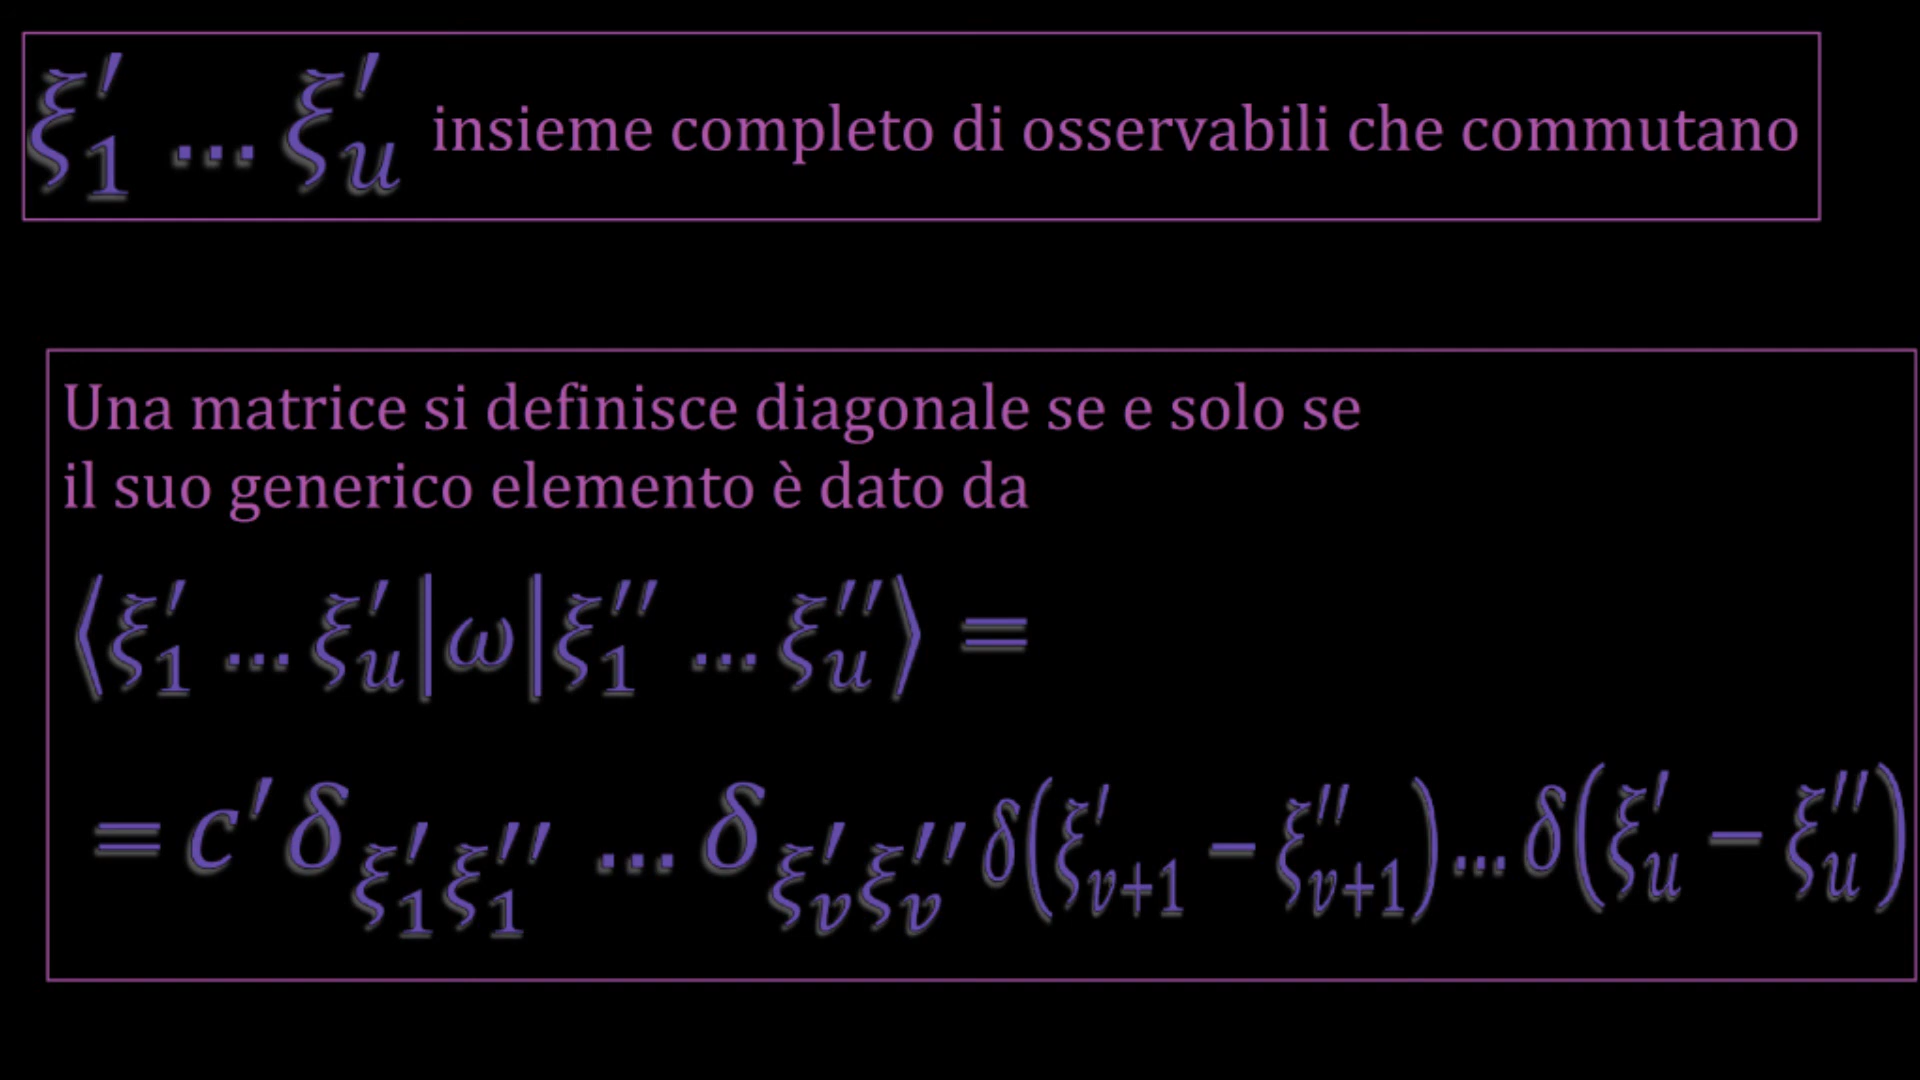 ξ′₁ … ξ′ᵤ insieme completo di osservabili che commutano
Una matrice si definisce diagonale se e solo se
il suo generico elemento è dato da
⟨ξ′₁ … ξ′ᵤ|ω|ξ′′₁ … ξ′′ᵤ⟩ =
= c′ δ_{ξ′₁ξ′′₁} … δ_{ξ′ᵥξ′′ᵥ} δ(ξ′ᵥ₊₁ − ξ′′ᵥ₊₁) … δ(ξ′ᵤ − ξ′′ᵤ)